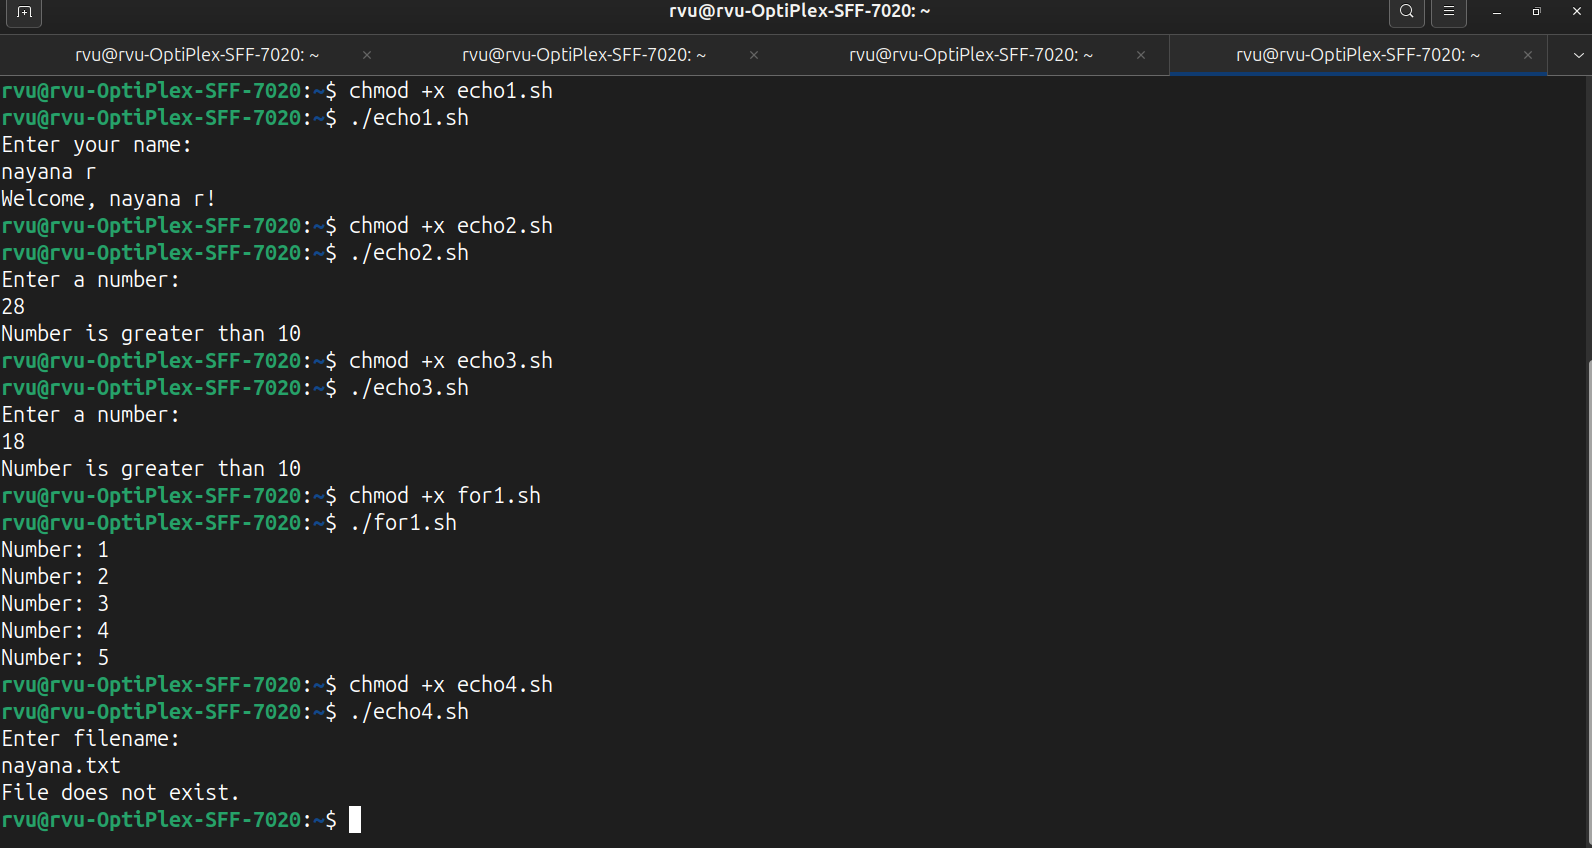 rvu@rvu-OptiPlex-SFF-7020: ~
rvu@rvu-OptiPlex-SFF-7020: ~ rvu@rvu-OptiPlex-SFF-7020: ~ rvu@rvu-OptiPlex-SFF-7020: ~ rvu@rvu-OptiPlex-SFF-7020: ~
rvu@rvu-OptiPlex-SFF-7020:~$ chmod +x echo1.sh
rvu@rvu-OptiPlex-SFF-7020:~$ ./echo1.sh
Enter your name:
nayana r
Welcome, nayana r!
rvu@rvu-OptiPlex-SFF-7020:~$ chmod +x echo2.sh
rvu@rvu-OptiPlex-SFF-7020:~$ ./echo2.sh
Enter a number:
28
Number is greater than 10
rvu@rvu-OptiPlex-SFF-7020:~$ chmod +x echo3.sh
rvu@rvu-OptiPlex-SFF-7020:~$ ./echo3.sh
Enter a number:
18
Number is greater than 10
rvu@rvu-OptiPlex-SFF-7020:~$ chmod +x for1.sh
rvu@rvu-OptiPlex-SFF-7020:~$ ./for1.sh
Number: 1
Number: 2
Number: 3
Number: 4
Number: 5
rvu@rvu-OptiPlex-SFF-7020:~$ chmod +x echo4.sh
rvu@rvu-OptiPlex-SFF-7020:~$ ./echo4.sh
Enter filename:
nayana.txt
File does not exist.
rvu@rvu-OptiPlex-SFF-7020:~$